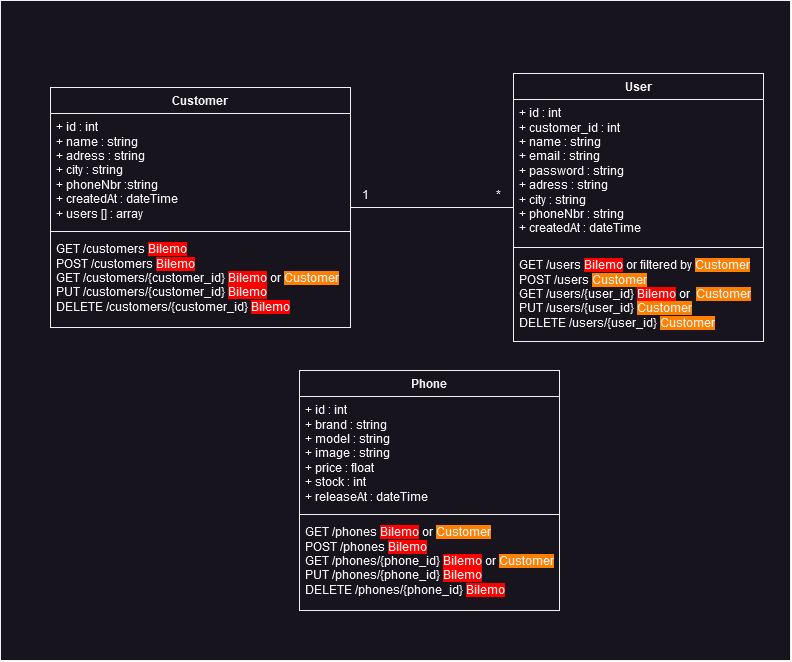 Customer
+ id : int
+ name : string
+ adress : string
+ city : string
+ phoneNbr :string
+ createdAt : dateTime
+ users [] : array
GET /customers Bilemo
POST /customers Bilemo
GET /customers/{customer_id} Bilemo or Customer
PUT /customers/{customer_id} Bilemo
DELETE /customers/{customer_id} Bilemo
1
*
User
+ id : int
+ customer_id : int
+ name : string
+ email : string
+ password : string
+ adress : string
+ city : string
+ phoneNbr : string
+ createdAt : dateTime
GET /users Bilemo or filtered by Customer
POST /users Customer
GET /users/{user_id} Bilemo or Customer
PUT /users/{user_id} Customer
DELETE /users/{user_id} Customer
Phone
+ id : int
+ brand : string
+ model : string
+ image : string
+ price : float
+ stock : int
+ releaseAt : dateTime
GET /phones Bilemo or Customer
POST /phones Bilemo
GET /phones/{phone_id} Bilemo or Customer
PUT /phones/{phone_id} Bilemo
DELETE /phones/{phone_id} Bilemo